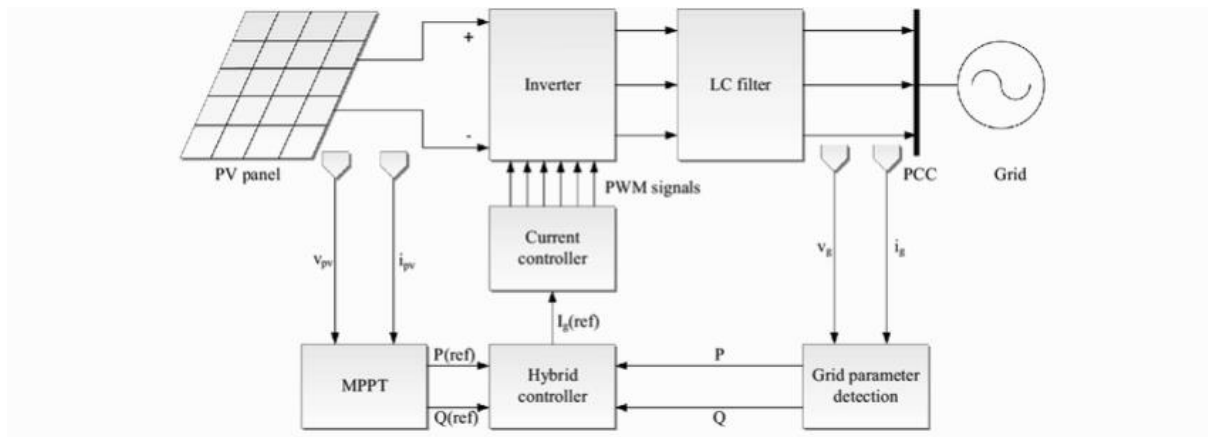 +
Inverter
LC filter
-
PV panel
PCC
Grid
PWM signals
Current
controller
v_pv
i_pv
v_g
i_g
I_g(ref)
P(ref)
P
MPPT
Hybrid
controller
Grid parameter
detection
Q(ref)
Q